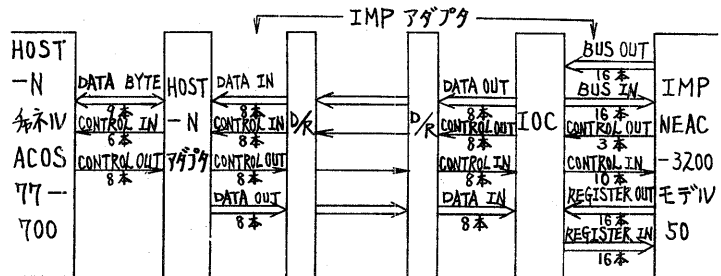 IMP アダプタ
HOST
-N
チャネル
ACOS
77-
700
DATA BYTE
9本
CONTROL IN
6本
CONTROL OUT
8本
HOST
-N
アダプタ
DATA IN
8本
CONTROL IN
8本
CONTROL OUT
8本
DATA OUT
8本
D/R
D/R
DATA OUT
8本
CONTROL OUT
8本
CONTROL IN
8本
DATA IN
8本
IOC
BUS OUT
16本
BUS IN
16本
CONTROL OUT
3本
CONTROL IN
10本
REGISTER OUT
16本
REGISTER IN
16本
IMP
NEAC
-3200
モデル
50